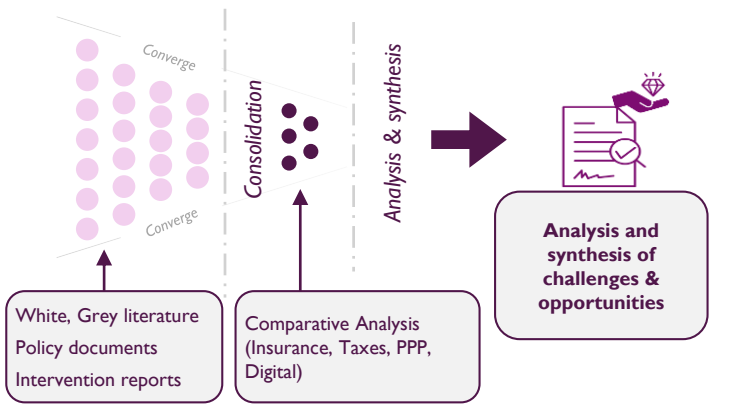 Converge
Converge
Consolidation
Analysis & synthesis
White, Grey literature
Policy documents
Intervention reports
Comparative Analysis
(Insurance, Taxes, PPP,
Digital)
Analysis and
synthesis of
challenges &
opportunities